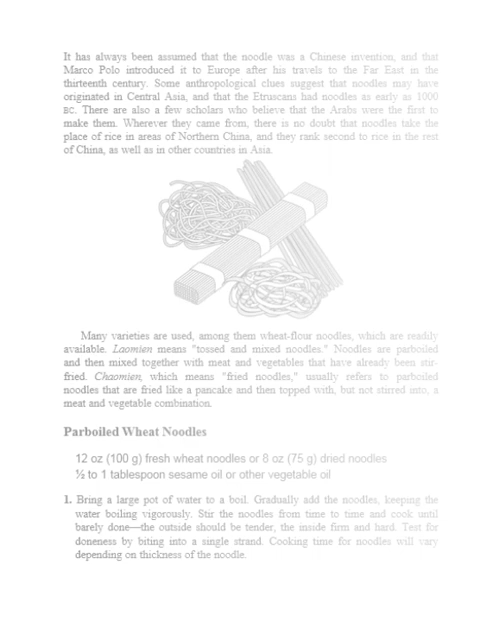 It has always been assumed that the noodle was a Chinese invention, and that
Marco Polo introduced it to Europe after his travels to the Far East in the
thirteenth century. Some anthropological clues suggest that noodles may have
originated in Central Asia, and that the Etruscans had noodles as early as 1000
BC. There are also a few scholars who believe that the Arabs were the first to
make them. Wherever they came from, there is no doubt that noodles take the
place of rice in areas of Northern China, and they rank second to rice in the rest
of China, as well as in other countries in Asia.
Many varieties are used, among them wheat-flour noodles, which are readily
available. Laomien means "tossed and mixed noodles." Noodles are parboiled
and then mixed together with meat and vegetables that have already been stir-
fried. Chaomien, which means "fried noodles," usually refers to parboiled
noodles that are fried like a pancake and then topped with, but not stirred into, a
meat and vegetable combination.
Parboiled Wheat Noodles
12 oz (100 g) fresh wheat noodles or 8 oz (75 g) dried noodles
½ to 1 tablespoon sesame oil or other vegetable oil
1. Bring a large pot of water to a boil. Gradually add the noodles, keeping the
water boiling vigorously. Stir the noodles from time to time and cook until
barely done—the outside should be tender, the inside firm and hard. Test for
doneness by biting into a single strand. Cooking time for noodles will vary
depending on thickness of the noodle.